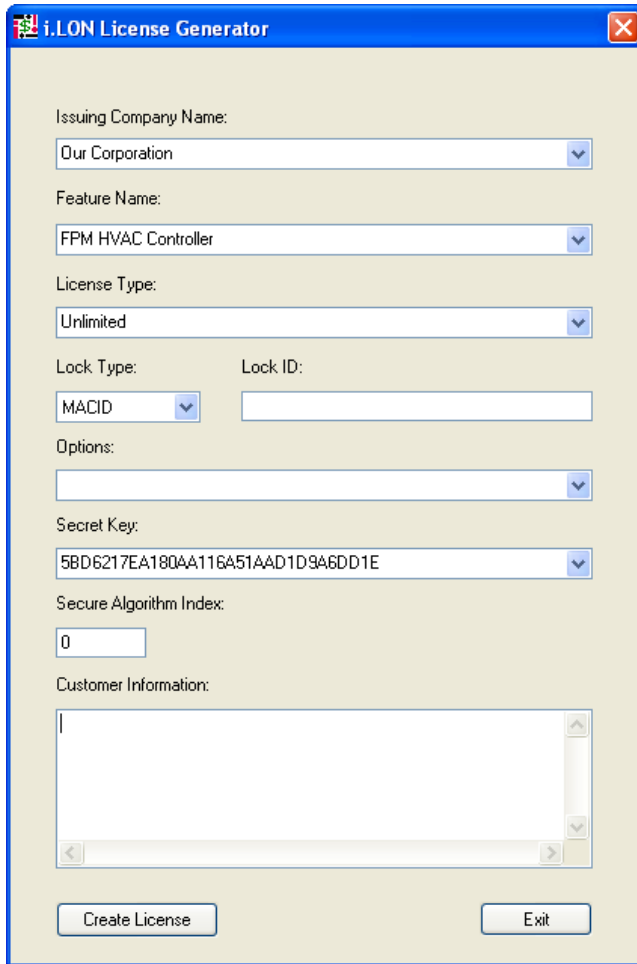 i.LON License Generator
Issuing Company Name:
Our Corporation
Feature Name:
FPM HVAC Controller
License Type:
Unlimited
Lock Type: Lock ID:
MACID
Options:
Secret Key:
5BD6217EA180AA116A51AAD1D9A6DD1E
Secure Algorithm Index:
0
Customer Information:
Create License Exit